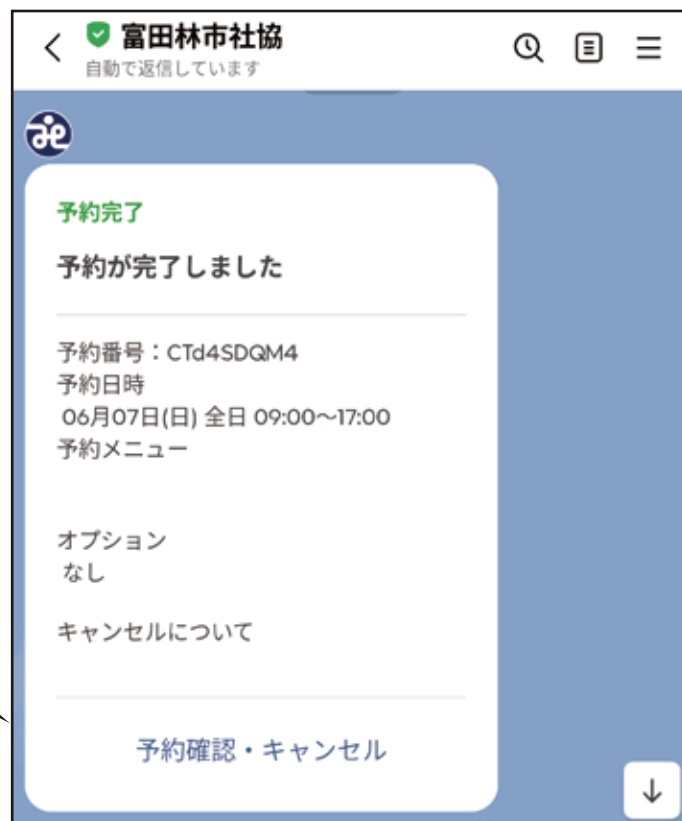 富田林市社協
自動で返信しています
予約完了
予約が完了しました
予約番号：CTd4SDQM4
予約日時
06月07日(日) 全日 09:00～17:00
予約メニュー
オプション
なし
キャンセルについて
予約確認・キャンセル